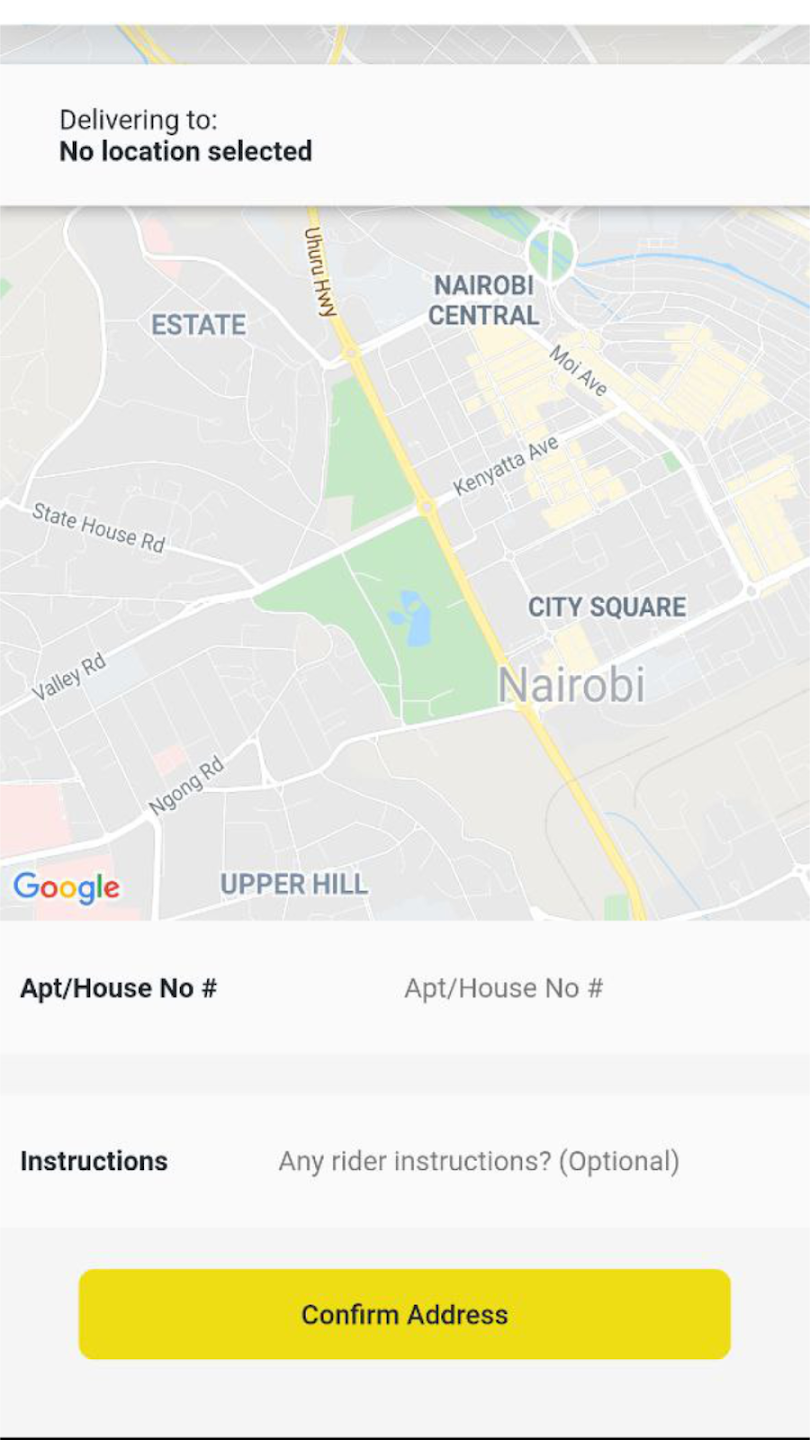 Delivering to:
No location selected
Uhuru Hwy
NAIROBI
CENTRAL
ESTATE
Moi Ave
Kenyatta Ave
State House Rd
CITY SQUARE
Valley Rd
Nairobi
Ngong Rd
Google
UPPER HILL
Apt/House No # Apt/House No #
Instructions Any rider instructions? (Optional)
Confirm Address